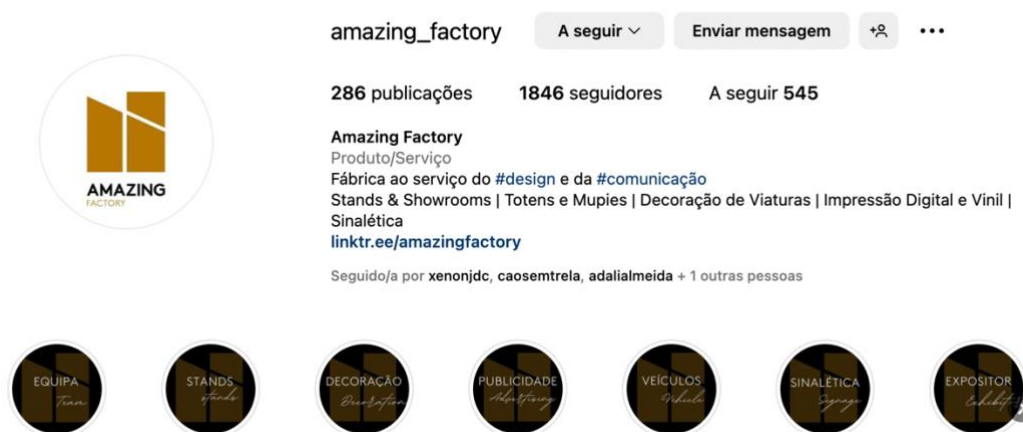 amazing_factory A seguir Enviar mensagem
286 publicações 1846 seguidores A seguir 545
AMAZING
FACTORY
Amazing Factory
Produto/Serviço
Fábrica ao serviço do #design e da #comunicação
Stands & Showrooms | Totens e Mupies | Decoração de Viaturas | Impressão Digital e Vinil |
Sinalética
linktr.ee/amazingfactory
Seguido/a por xenonjdc, caosemtrela, adalialmeida + 1 outras pessoas
EQUIPA
Team
STANDS
stands
DECORAÇÃO
Decoration
PUBLICIDADE
Advertising
VEÍCULOS
Vehicle
SINALÉTICA
Signage
EXPOSITOR